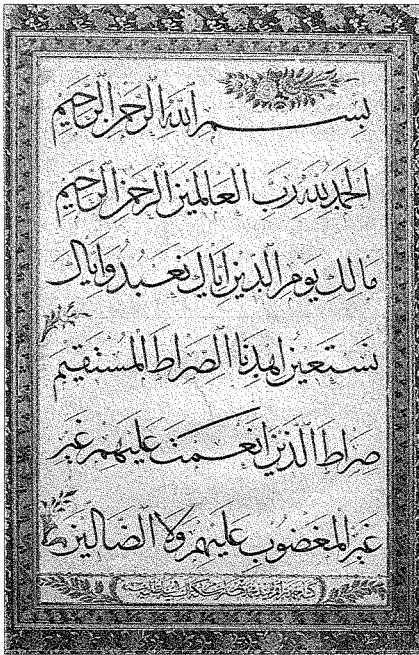 بسم الله الرحمن الرحيم
الحمد لله رب العالمين الرحمن الرحيم
مالك يوم الدين اياك نعبد واياك
نستعين اهدنا الصراط المستقيم
صراط الذين انعمت عليهم غير
غير المغضوب عليهم ولا الضالين